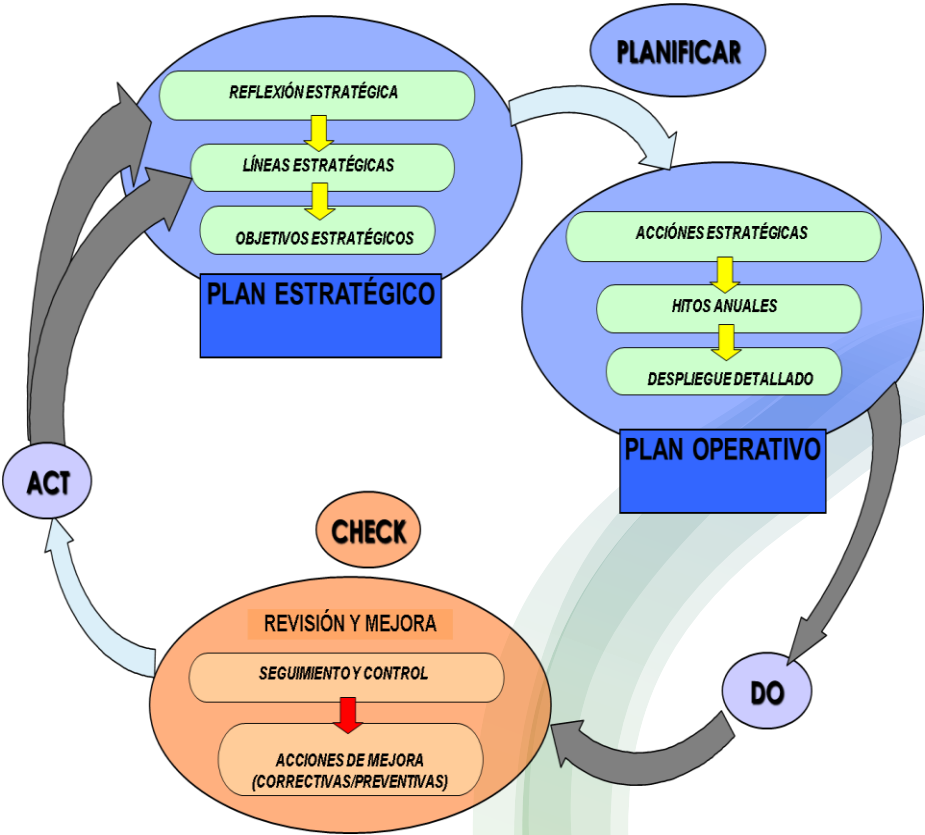 PLANIFICAR
REFLEXIÓN ESTRATÉGICA
LÍNEAS ESTRATÉGICAS
OBJETIVOS ESTRATÉGICOS
PLAN ESTRATÉGICO
ACCIÓNES ESTRATÉGICAS
HITOS ANUALES
DESPLIEGUE DETALLADO
PLAN OPERATIVO
ACT
CHECK
REVISIÓN Y MEJORA
SEGUIMIENTO Y CONTROL
ACCIONES DE MEJORA
(CORRECTIVAS/PREVENTIVAS)
DO